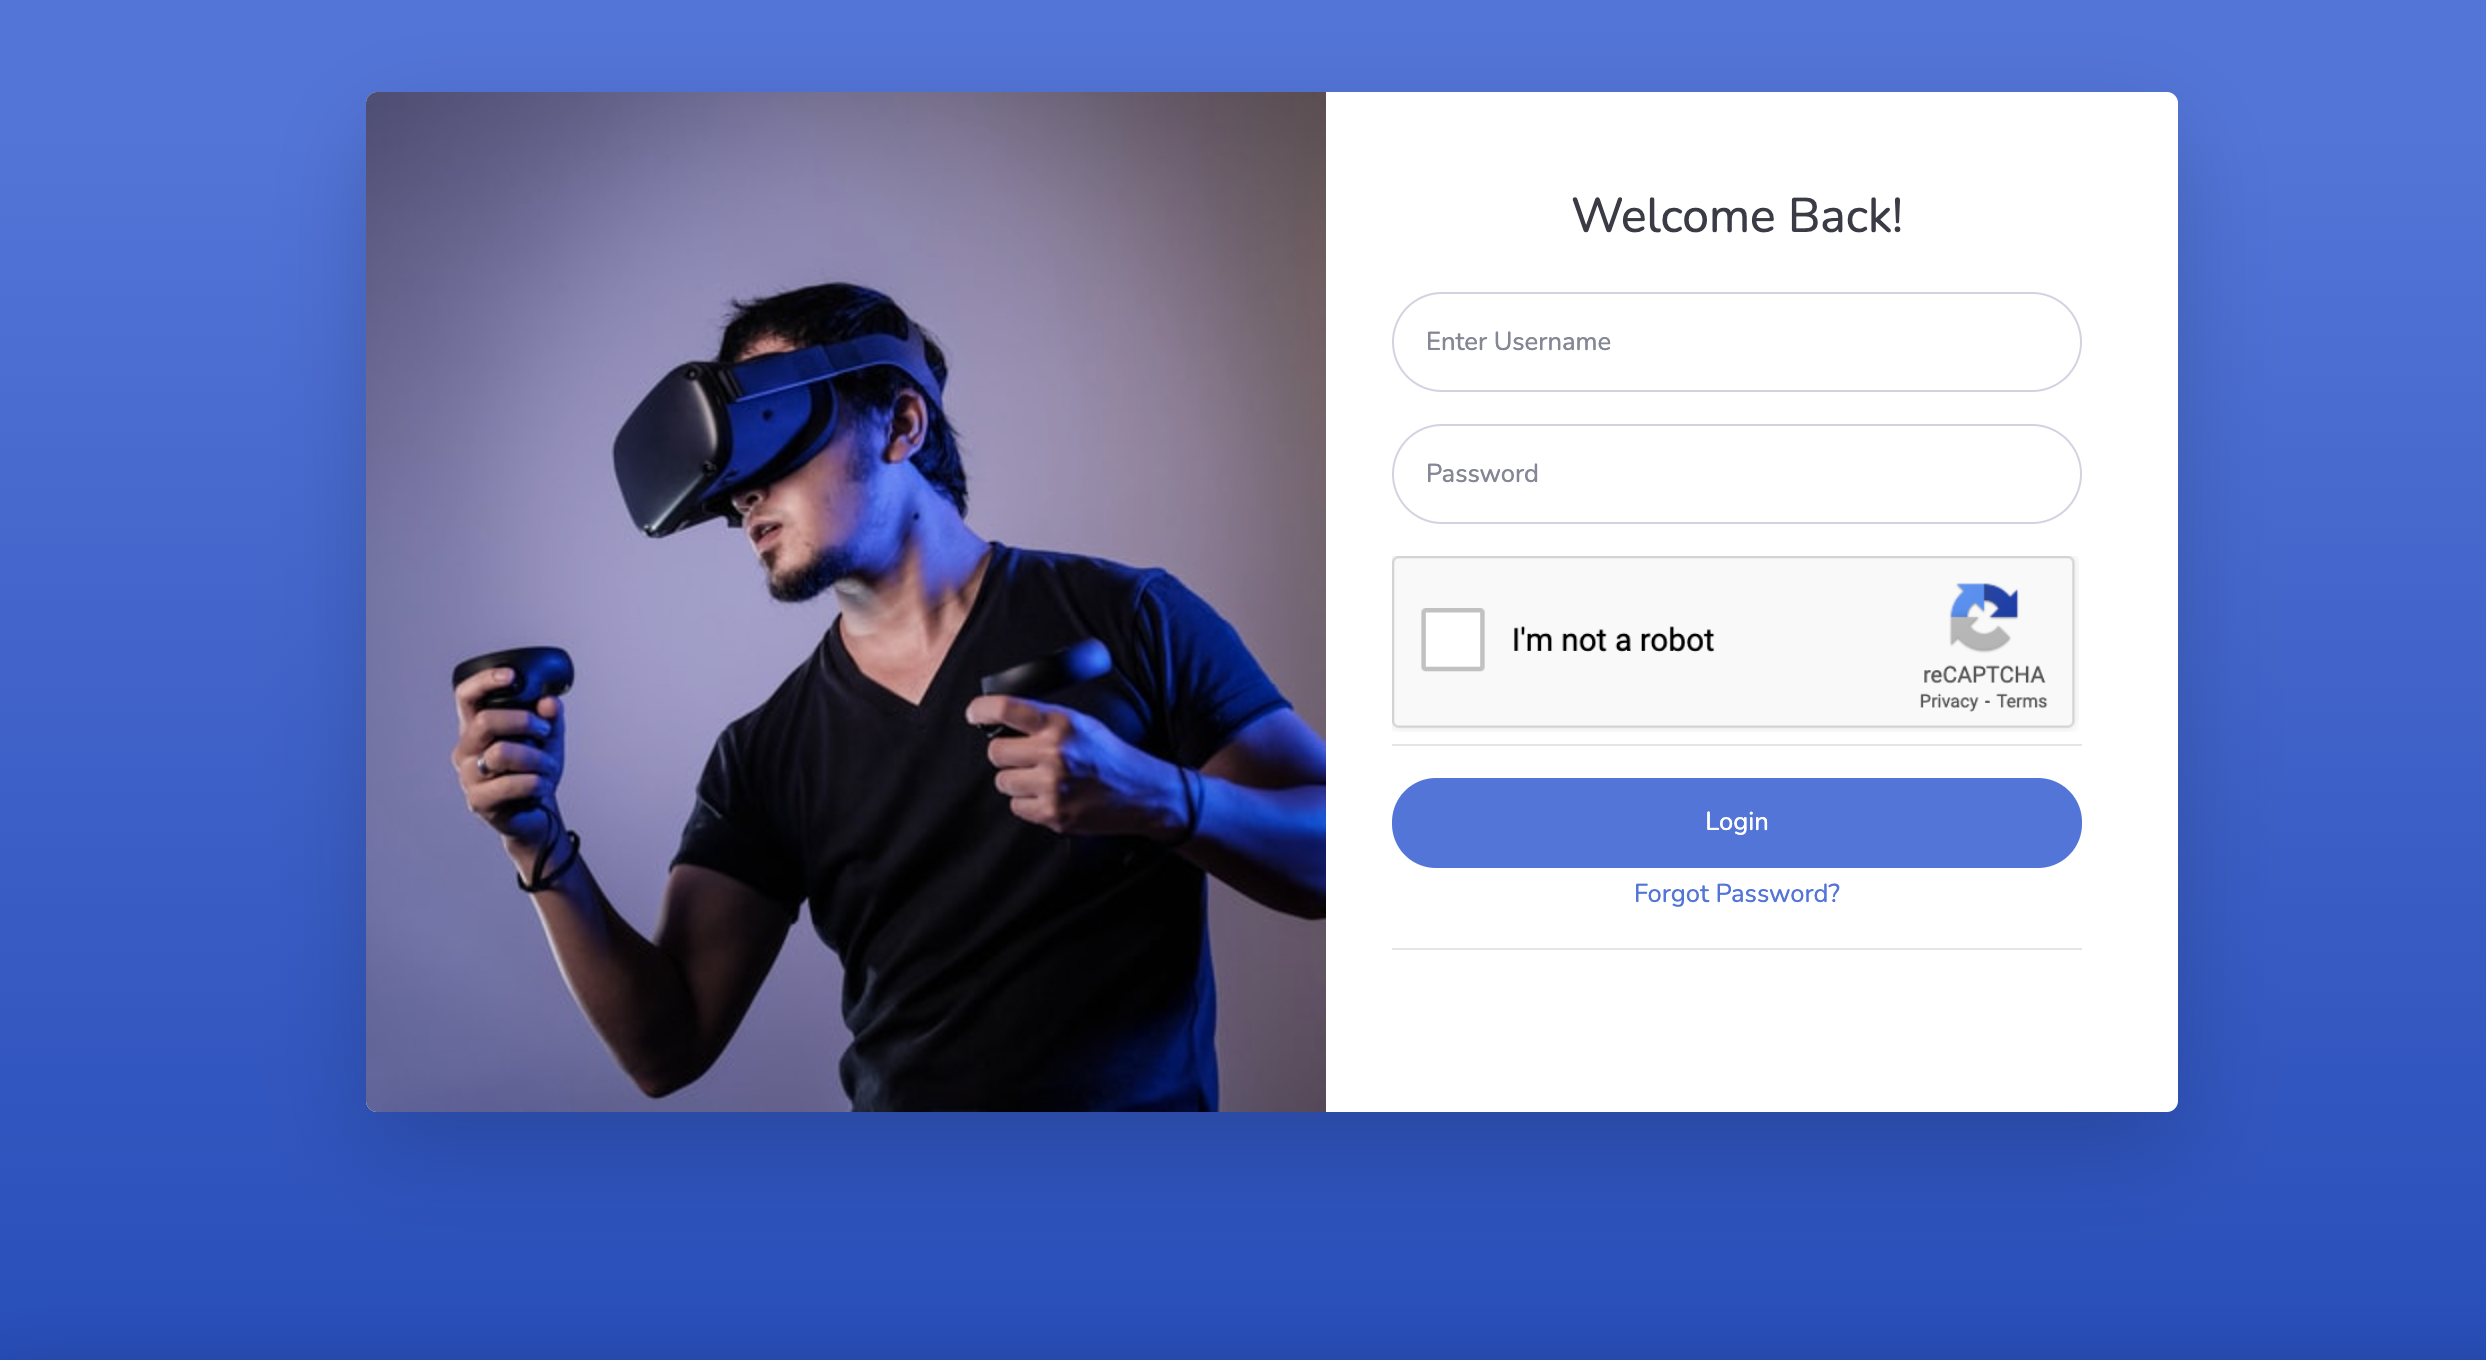 Welcome Back!
Enter Username
Password
I'm not a robot
reCAPTCHA
Privacy - Terms
Login
Forgot Password?